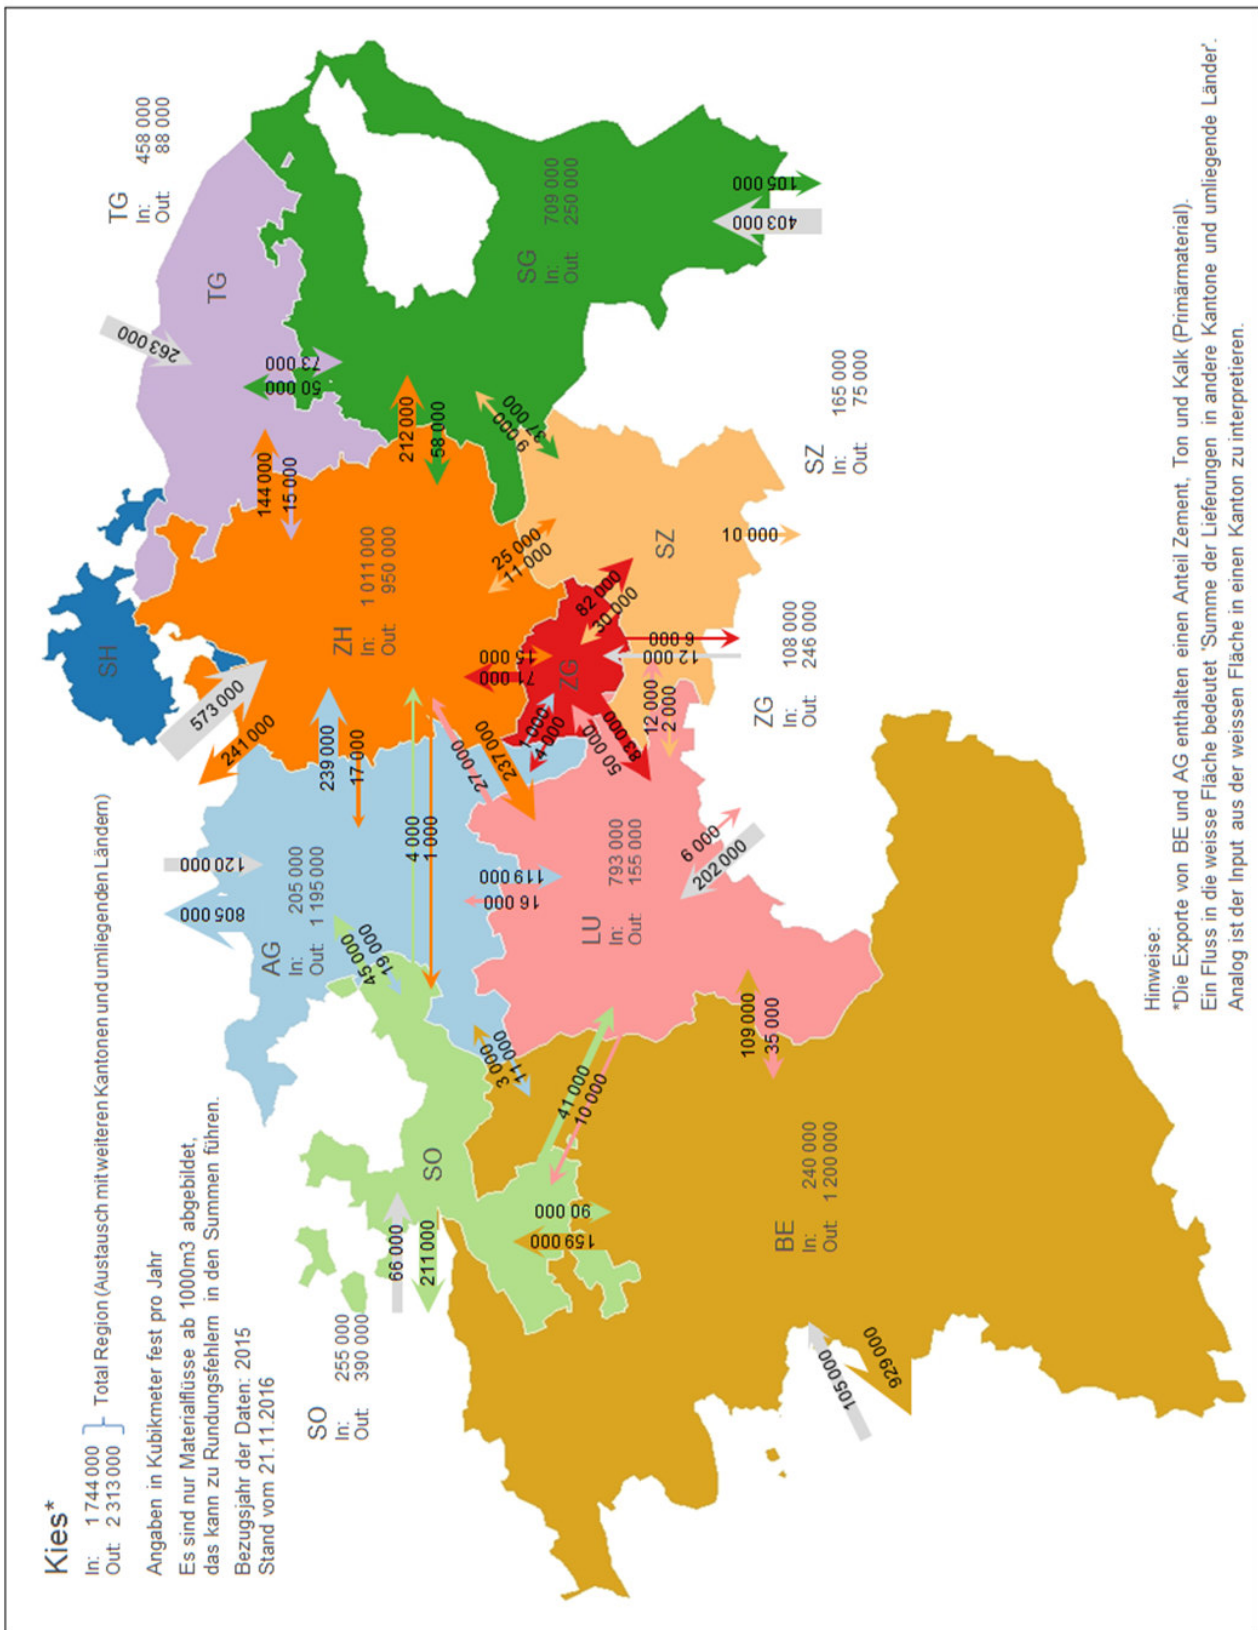 Kies*
In: 1 744 000
Out: 2 313 000
Total Region (Austausch mit weiteren Kantonen und umliegenden Ländern)
Angaben in Kubikmeter fest pro Jahr
Es sind nur Materialflüsse ab 1000m3 abgebildet,
das kann zu Rundungsfehlern in den Summen führen.
Bezugsjahr der Daten: 2015
Stand vom 21.11.2016
SO
In: 255 000
Out: 390 000
66 000
211 000
SO
159 000
90 000
41 000
10 000
3 000
11 000
45 000
19 000
805 000
120 000
AG
In: 205 000
Out: 1 195 000
4 000
1 000
239 000
17 000
241 000
573 000
SH
144 000
15 000
TG
In: 458 000
Out: 88 000
TG
263 000
50 000
73 000
ZH
In: 1 011 000
Out: 950 000
212 000
58 000
SG
In: 709 000
Out: 250 000
403 000
105 000
9 000
37 000
25 000
11 000
27 000
237 000
71 000
15 000
ZG
1 000
4 000
50 000
83 000
82 000
30 000
12 000
6 000
SZ
10 000
12 000
2 000
16 000
119 000
LU
In: 793 000
Out: 155 000
6 000
202 000
109 000
35 000
ZG
In: 108 000
Out: 246 000
SZ
In: 165 000
Out: 75 000
BE
In: 240 000
Out: 1 200 000
105 000
929 000
Hinweise:
*Die Exporte von BE und AG enthalten einen Anteil Zement, Ton und Kalk (Primärmaterial).
Ein Fluss in die weisse Fläche bedeutet 'Summe der Lieferungen in andere Kantone und umliegende Länder'.
Analog ist der Input aus der weissen Fläche in einen Kanton zu interpretieren.